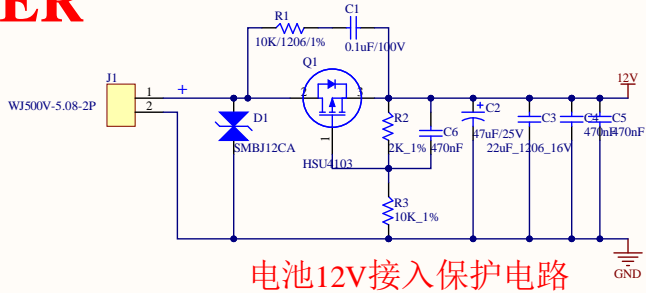 ER
R1
10K/1206/1%
C1
0.1uF/100V
J1
WJ500V-5.08-2P
1
2
+
D1
SMBJ12CA
Q1
2
3
1
HSU4103
R2
2K_1%
C6
470nF
R3
10K_1%
+
C2
47uF/25V
C3
22uF_1206_16V
C4
470nF
C5
470nF
12V
GND
电池12V接入保护电路